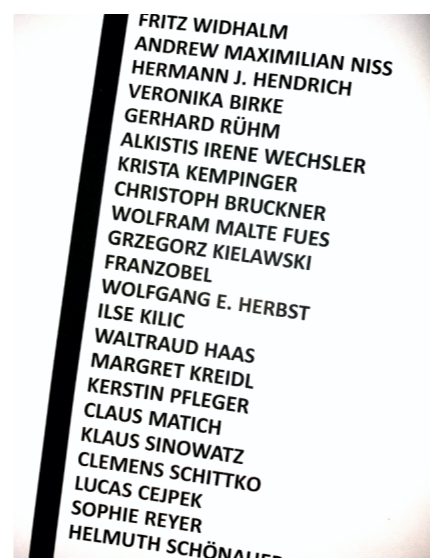 FRITZ WIDHALM
ANDREW MAXIMILIAN NISS
HERMANN J. HENDRICH
VERONIKA BIRKE
GERHARD RÜHM
ALKISTIS IRENE WECHSLER
KRISTA KEMPINGER
CHRISTOPH BRUCKNER
WOLFRAM MALTE FUES
GRZEGORZ KIELAWSKI
FRANZOBEL
WOLFGANG E. HERBST
ILSE KILIC
WALTRAUD HAAS
MARGRET KREIDL
KERSTIN PFLEGER
CLAUS MATICH
KLAUS SINOWATZ
CLEMENS SCHITTKO
LUCAS CEJPEK
SOPHIE REYER
HELMUTH SCHÖNAUER